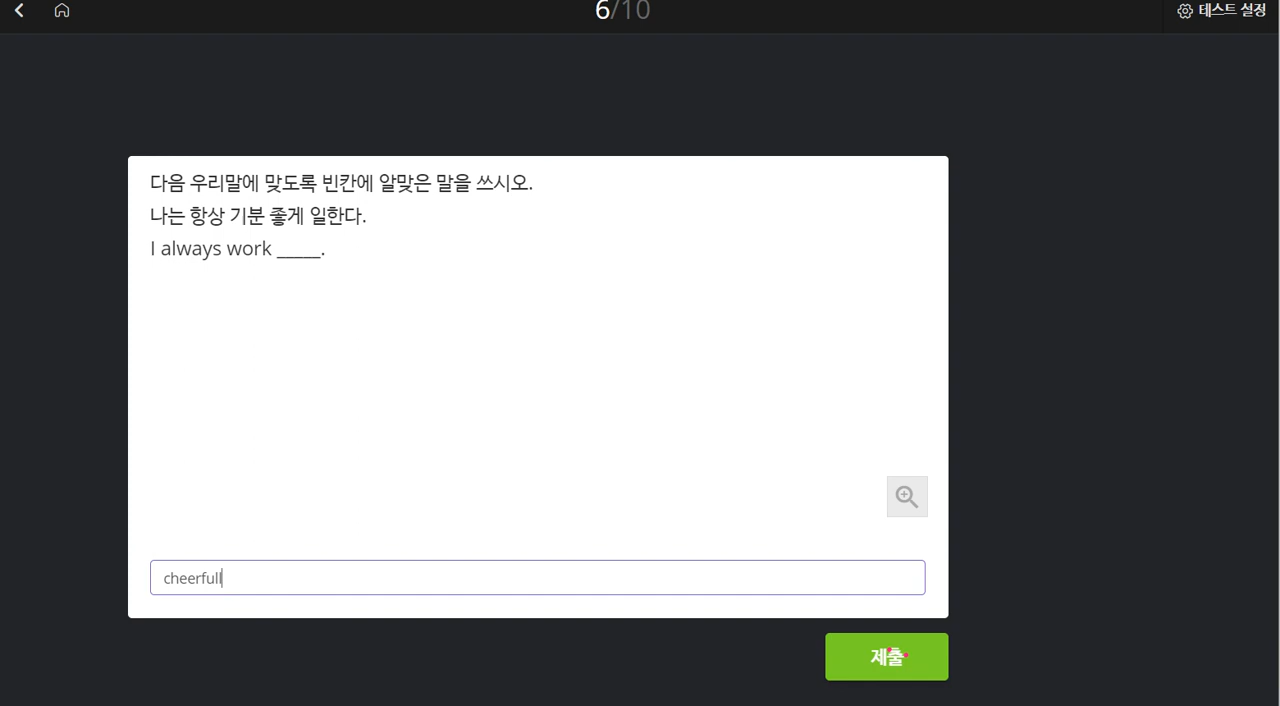 6/10
테스트 설정
다음 우리말에 맞도록 빈칸에 알맞은 말을 쓰시오.
나는 항상 기분 좋게 일한다.
I always work _____.
cheerfull
제출